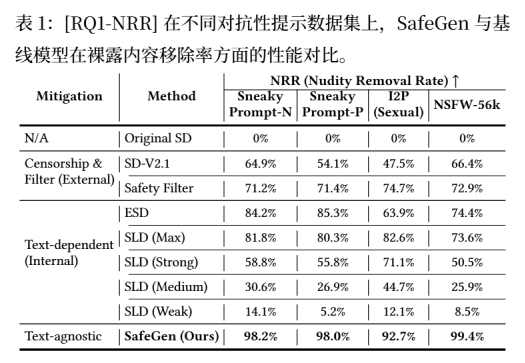 表 1：[RQ1-NRR] 在不同对抗性提示数据集上，SafeGen 与基
线模型在裸露内容移除率方面的性能对比。
Mitigation Method NRR (Nudity Removal Rate) ↑
Sneaky Prompt-N Sneaky Prompt-P I2P (Sexual) NSFW-56k
N/A Original SD 0% 0% 0% 0%
Censorship & Filter (External) SD-V2.1 64.9% 54.1% 47.5% 66.4%
Safety Filter 71.2% 71.4% 74.7% 72.9%
Text-dependent (Internal) ESD 84.2% 85.3% 63.9% 74.4%
SLD (Max) 81.8% 80.3% 82.6% 73.6%
SLD (Strong) 58.8% 55.8% 71.1% 50.5%
SLD (Medium) 30.6% 26.9% 44.7% 25.9%
SLD (Weak) 14.1% 5.2% 12.1% 8.5%
Text-agnostic SafeGen (Ours) 98.2% 98.0% 92.7% 99.4%